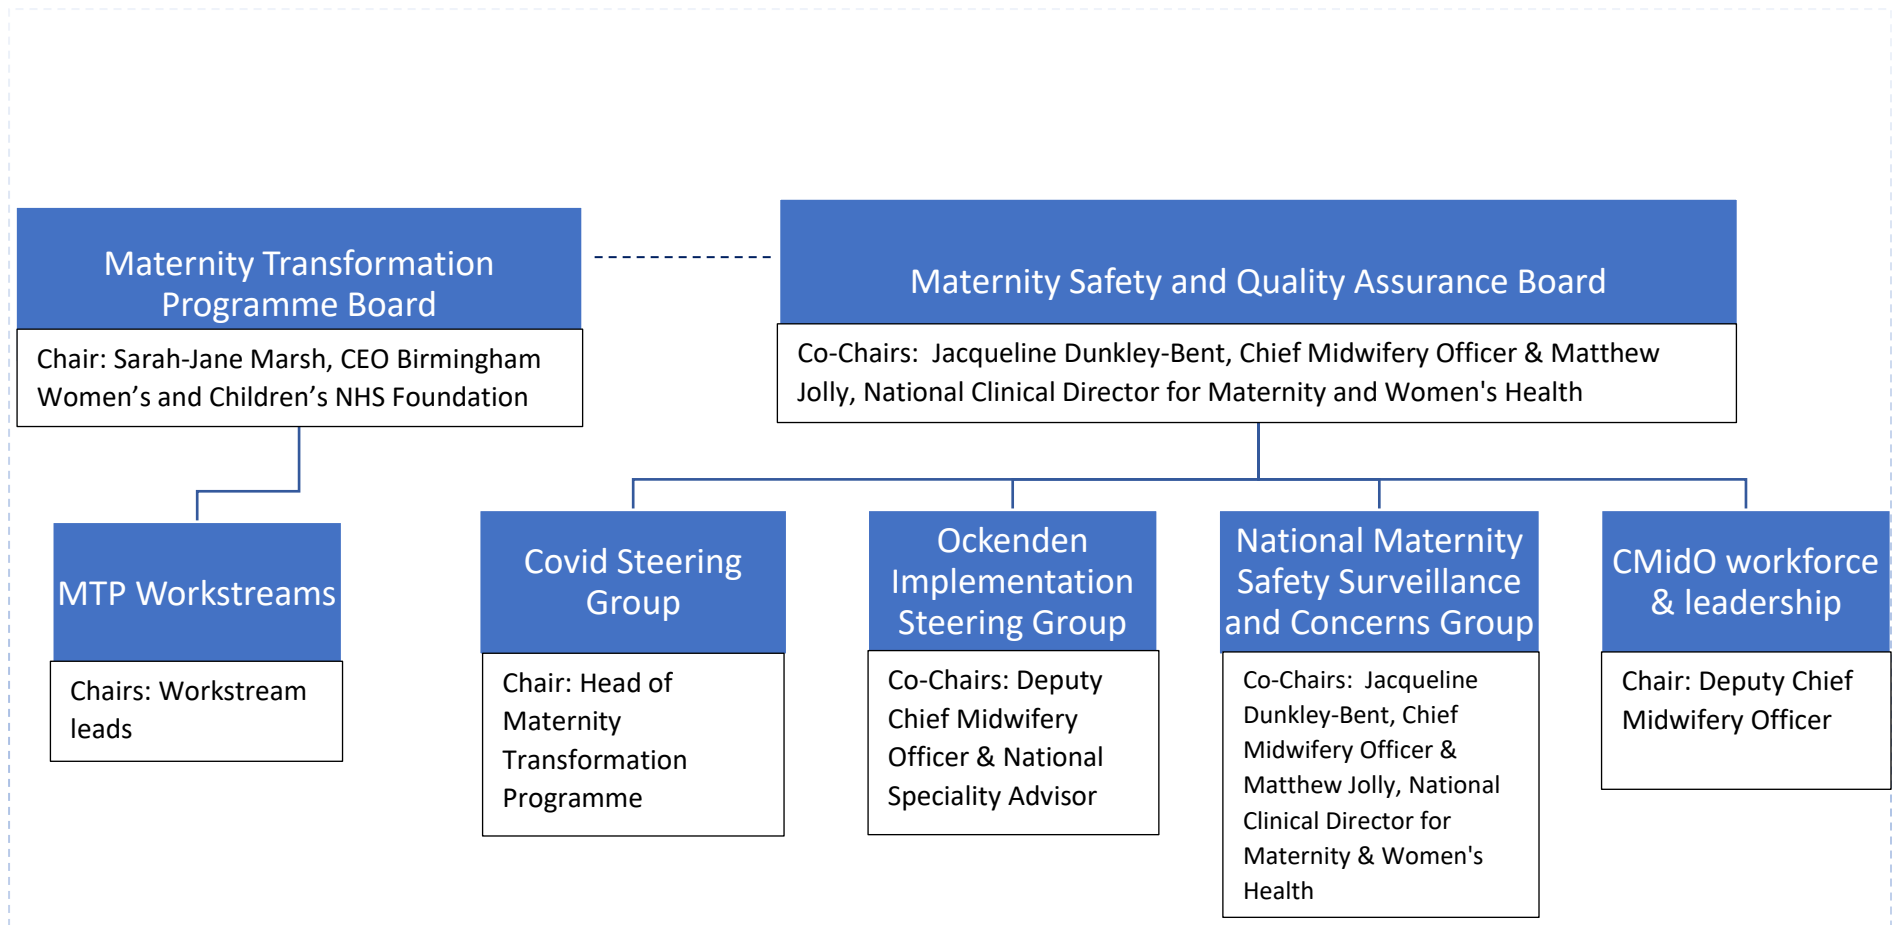 Maternity Transformation
Programme Board
Chair: Sarah-Jane Marsh, CEO Birmingham
Women’s and Children’s NHS Foundation
Maternity Safety and Quality Assurance Board
Co-Chairs:  Jacqueline Dunkley-Bent, Chief Midwifery Officer & Matthew
Jolly, National Clinical Director for Maternity and Women's Health
MTP Workstreams
Chairs: Workstream
leads
Covid Steering
Group
Chair: Head of
Maternity
Transformation
Programme
Ockenden
Implementation
Steering Group
Co-Chairs: Deputy
Chief Midwifery
Officer & National
Speciality Advisor
National Maternity
Safety Surveillance
and Concerns Group
Co-Chairs:  Jacqueline
Dunkley-Bent, Chief
Midwifery Officer &
Matthew Jolly, National
Clinical Director for
Maternity & Women's
Health
CMidO workforce
& leadership
Chair: Deputy Chief
Midwifery Officer